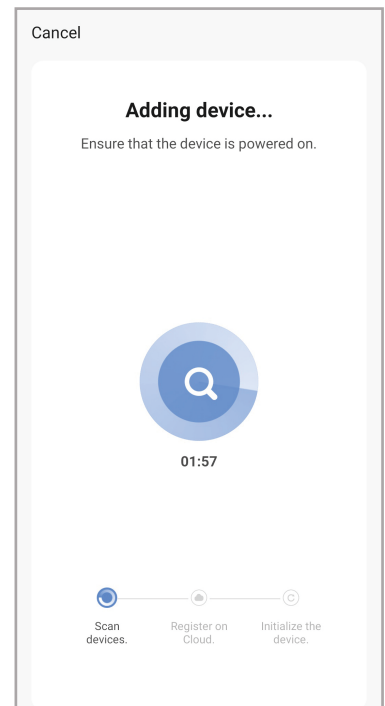 Cancel
Adding device...
Ensure that the device is powered on.
01:57
Scan
devices.
Register on
Cloud.
Initialize the
device.